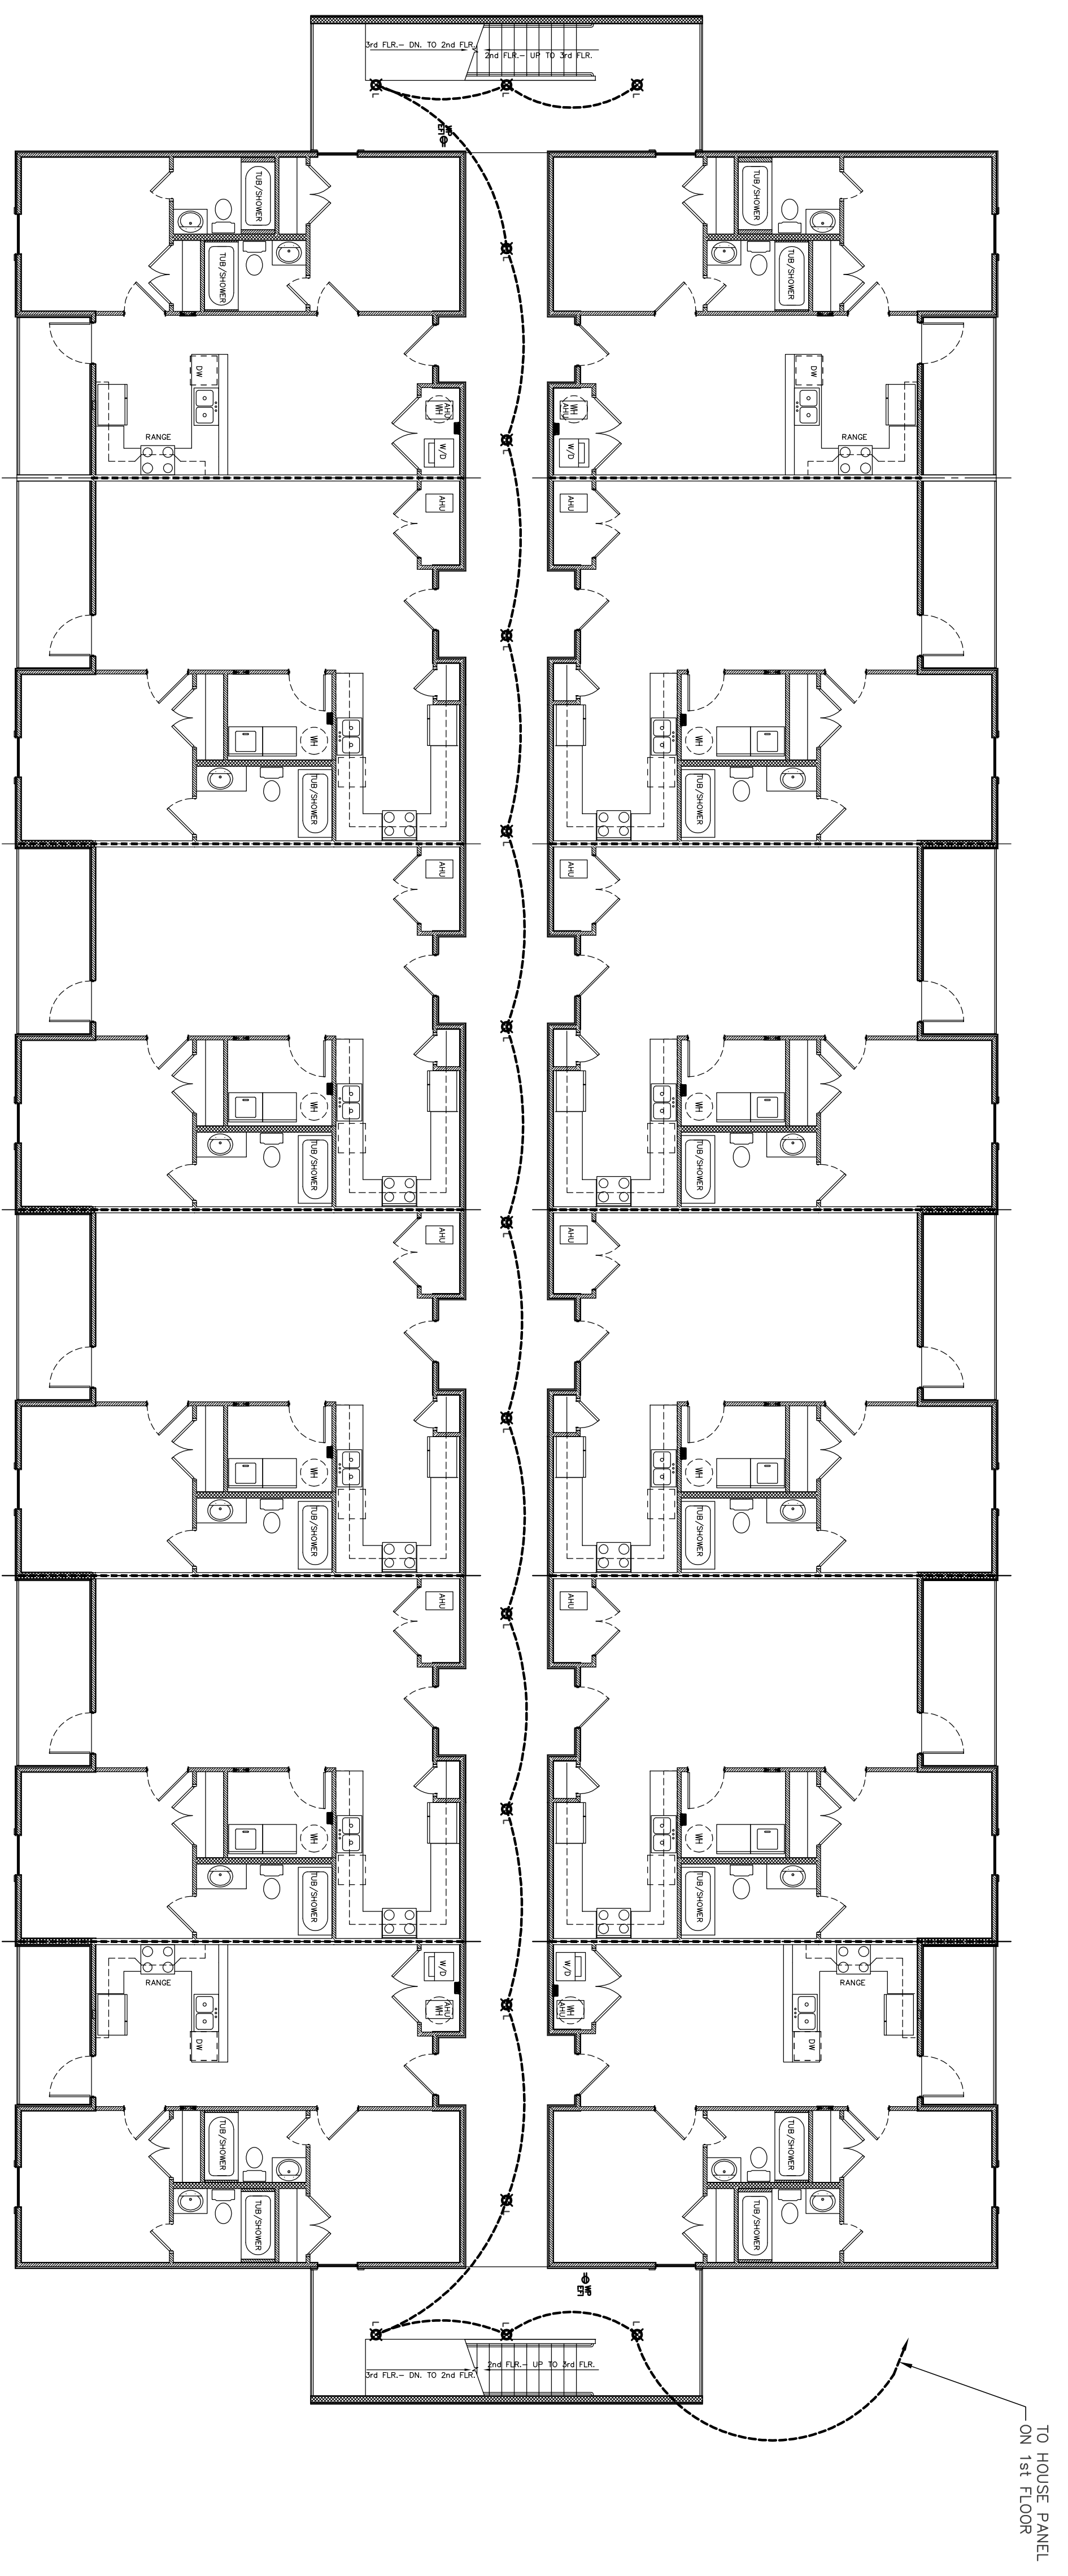 3rd FLR.- DN. TO 2nd FLR.
2nd FLR.- UP TO 3rd FLR.
L
L
L
WP
EFI
TUB/SHOWER
TUB/SHOWER
L
TUB/SHOWER
TUB/SHOWER
DW
RANGE
WH
AHU
W/D
L
WH
AHU
W/D
DW
RANGE
AHU
AHU
L
WH
WH
TUB/SHOWER
TUB/SHOWER
L
AHU
AHU
L
WH
WH
TUB/SHOWER
TUB/SHOWER
L
AHU
AHU
L
WH
WH
TUB/SHOWER
TUB/SHOWER
AHU
AHU
L
L
WH
WH
TUB/SHOWER
TUB/SHOWER
RANGE
W/D
WH
AHU
DW
L
W/D
WH
AHU
RANGE
DW
TUB/SHOWER
TUB/SHOWER
L
TUB/SHOWER
TUB/SHOWER
WP
EFI
L
L
L
3rd FLR.- DN. TO 2nd FLR.
2nd FLR.- UP TO 3rd FLR.
TO HOUSE PANEL
ON 1st FLOOR